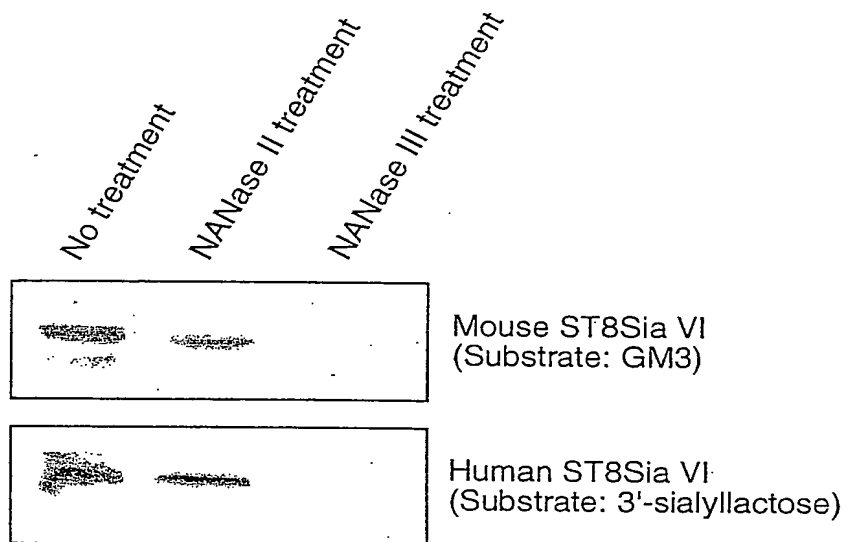 No treatment
NANase II treatment
NANase III treatment
Mouse ST8Sia VI
(Substrate: GM3)
Human ST8Sia VI
(Substrate: 3'-sialyllactose)